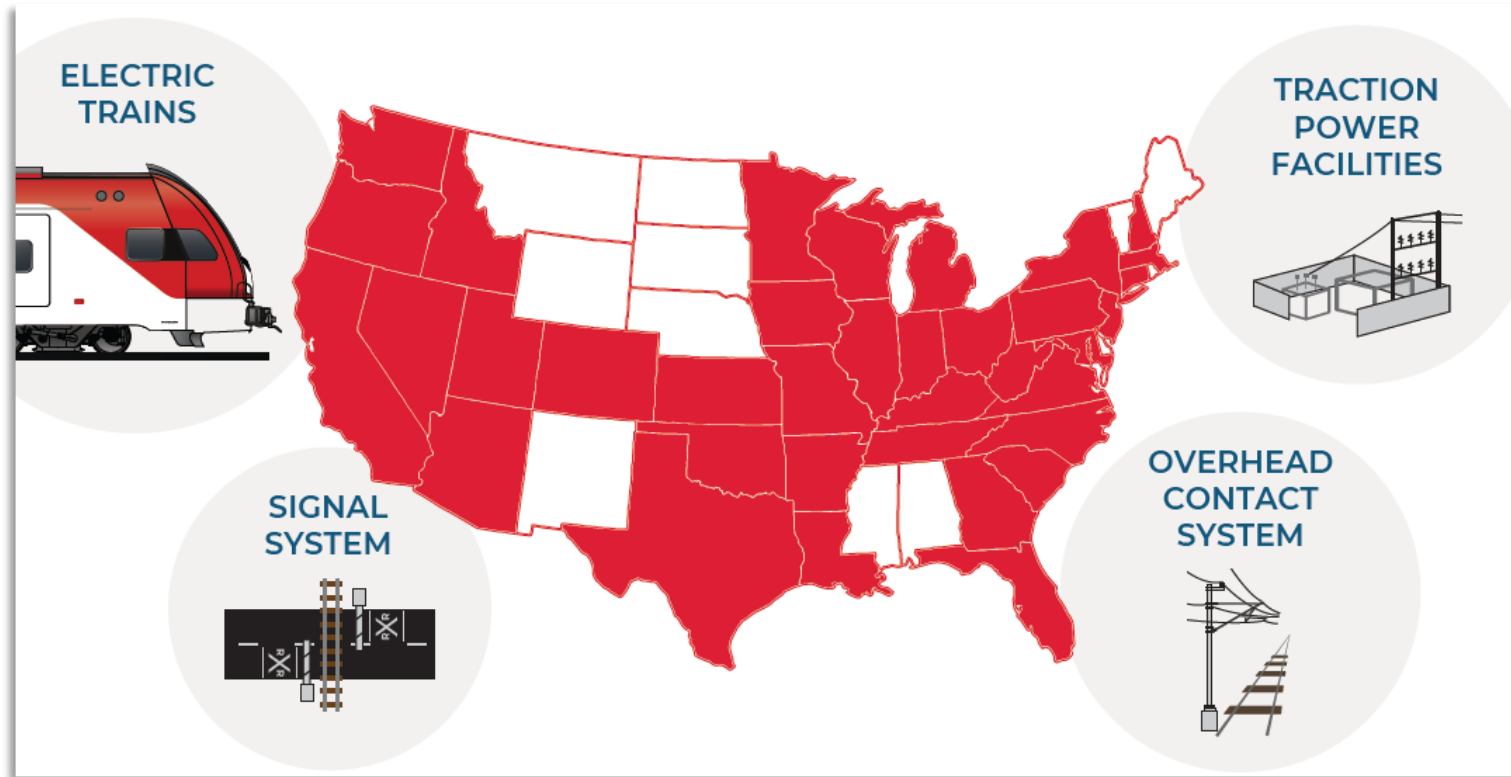 ELECTRIC
TRAINS
TRACTION
POWER
FACILITIES
SIGNAL
SYSTEM
R R
R R
OVERHEAD
CONTACT
SYSTEM